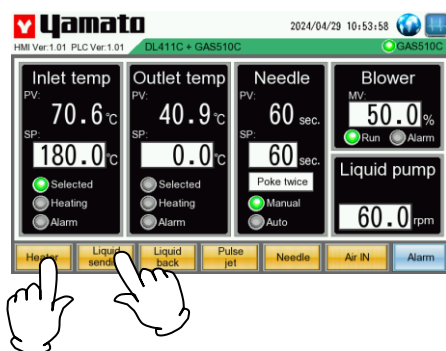 Yamato
2024/04/29 10:53:58
HMI Ver:1.01 PLC Ver:1.01
DL411C + GAS510C
GAS510C
Inlet temp
PV:
70.6 ℃
SP:
180.0 ℃
Selected
Heating
Alarm
Outlet temp
PV:
40.9 ℃
SP:
0.0 ℃
Selected
Heating
Alarm
Needle
PV:
60 sec.
SP:
60 sec.
Poke twice
Manual
Auto
Blower
MV:
50.0 %
Run
Alarm
Liquid pump
60.0 rpm
Heater
Liquid
sending
Liquid
back
Pulse
jet
Needle
Air IN
Alarm